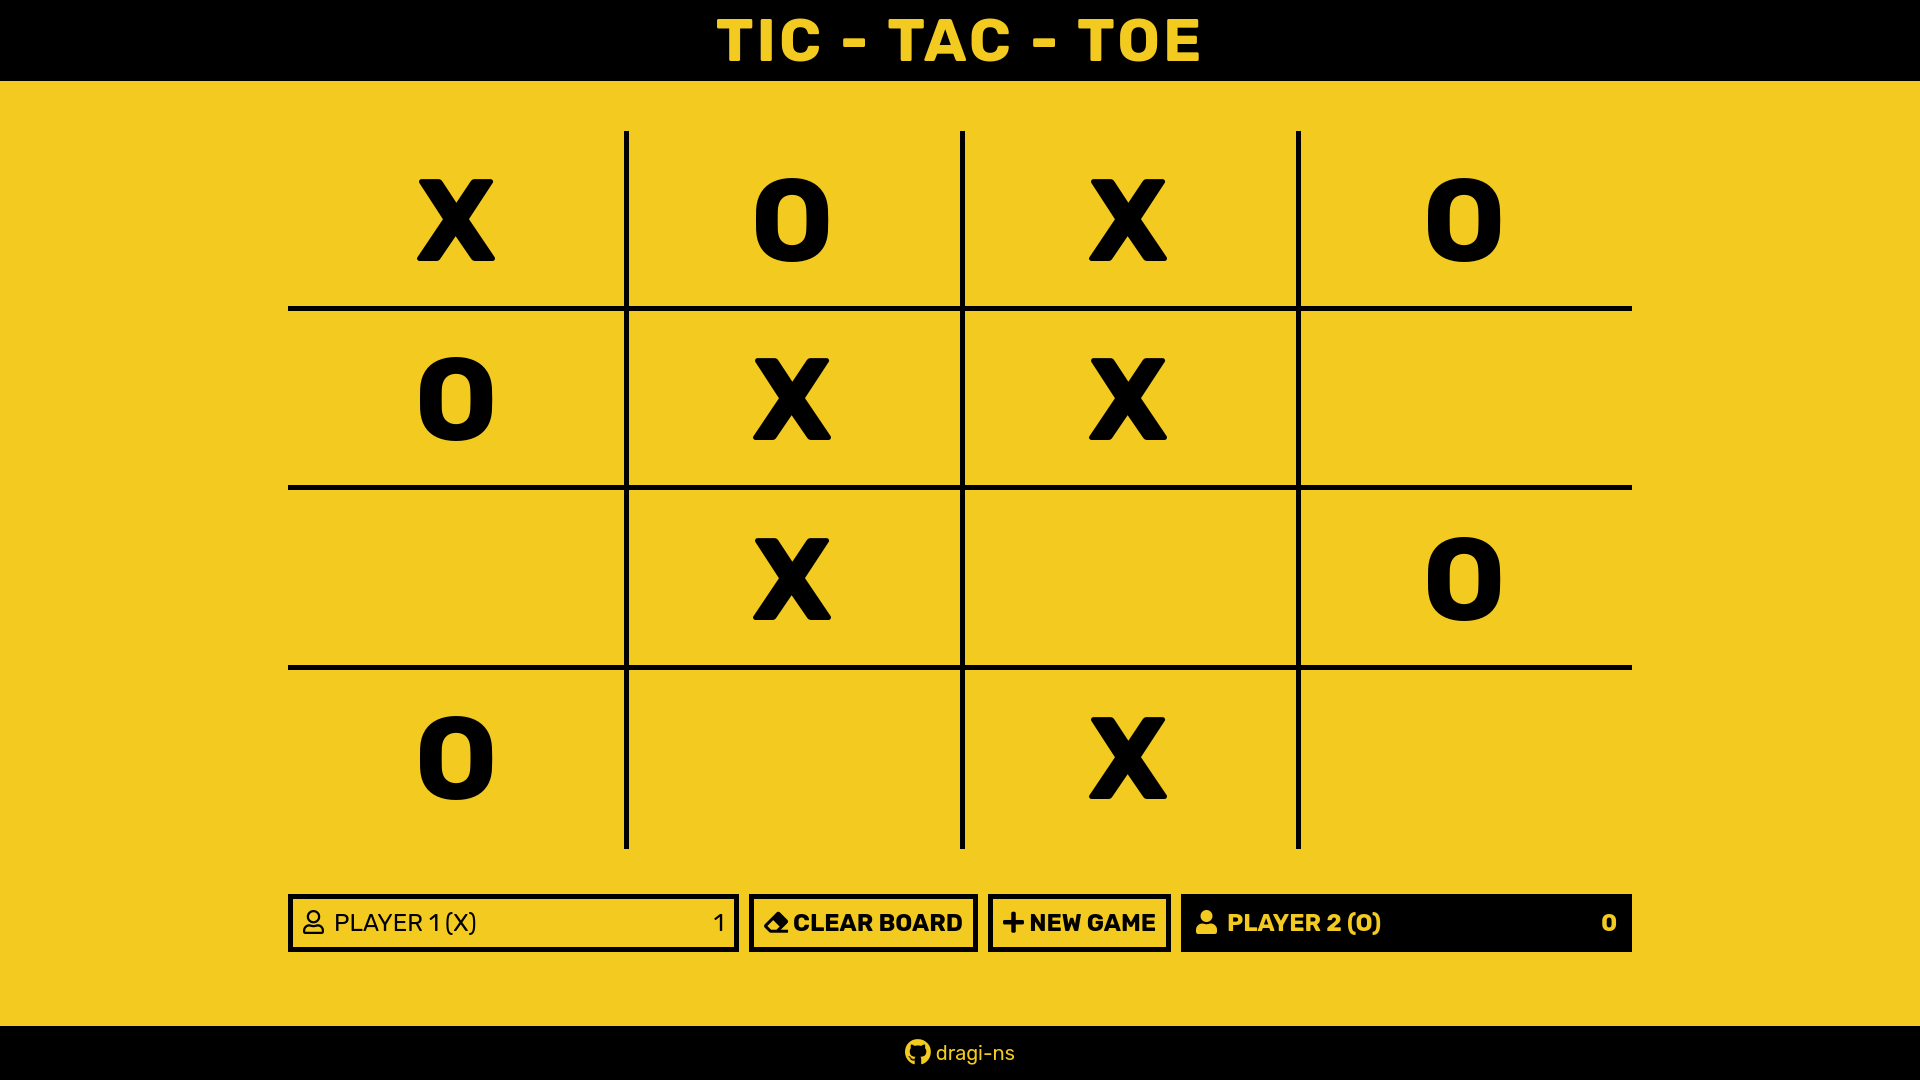 TIC - TAC - TOE
X O X O
O X X
X O
O X
PLAYER 1 (X) 1 CLEAR BOARD NEW GAME PLAYER 2 (O) 0
dragi-ns